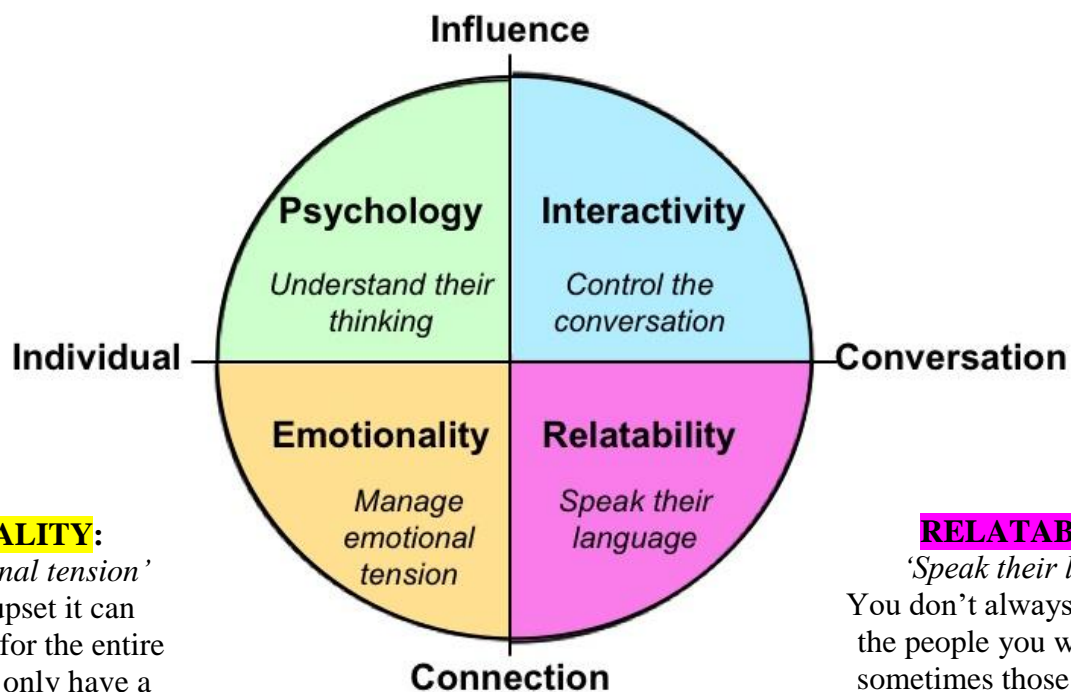 Influence
Psychology
Understand their
thinking
Interactivity
Control the
conversation
Individual
Conversation
Emotionality
Manage
emotional
tension
Relatability
Speak their
language
Connection
ALITY:
nal tension’
upset it can
for the entire
only have a
RELATAB
‘Speak their l
You don’t always
the people you w
sometimes those